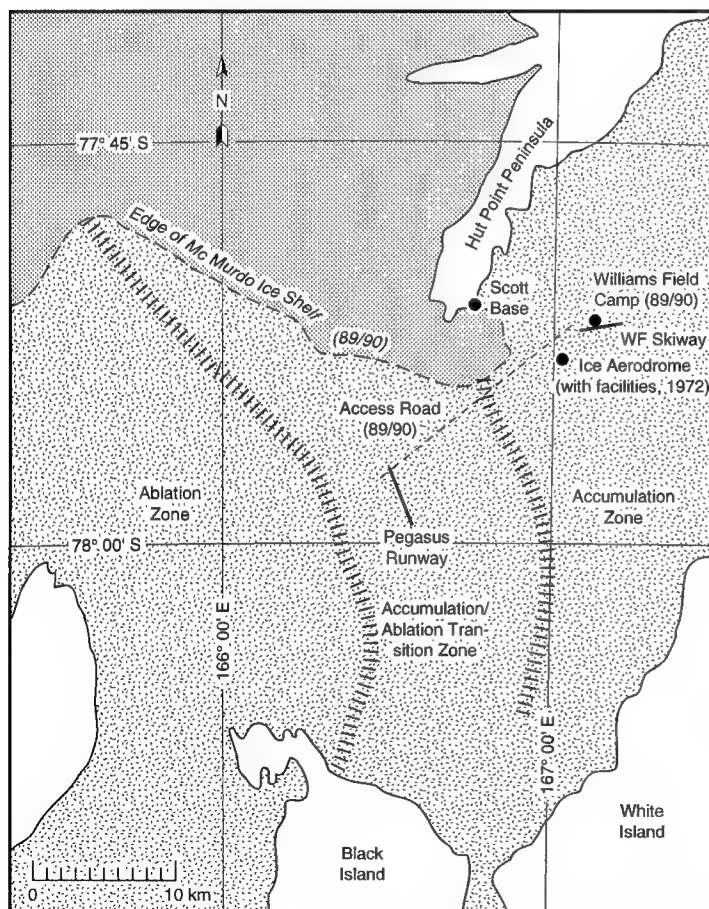 N
77° 45' S
Hut Point Peninsula
Edge of Mc Murdo Ice Shelf
(89/90)
Scott
Base
Williams Field
Camp (89/90)
WF Skiway
Ice Aerodrome
(with facilities, 1972)
Access Road
(89/90)
Ablation
Zone
Accumulation
Zone
78° 00' S
Pegasus
Runway
Accumulation/
Ablation Tran-
sition Zone
166° 00' E
167° 00' E
White
Island
Black
Island
0
10 km